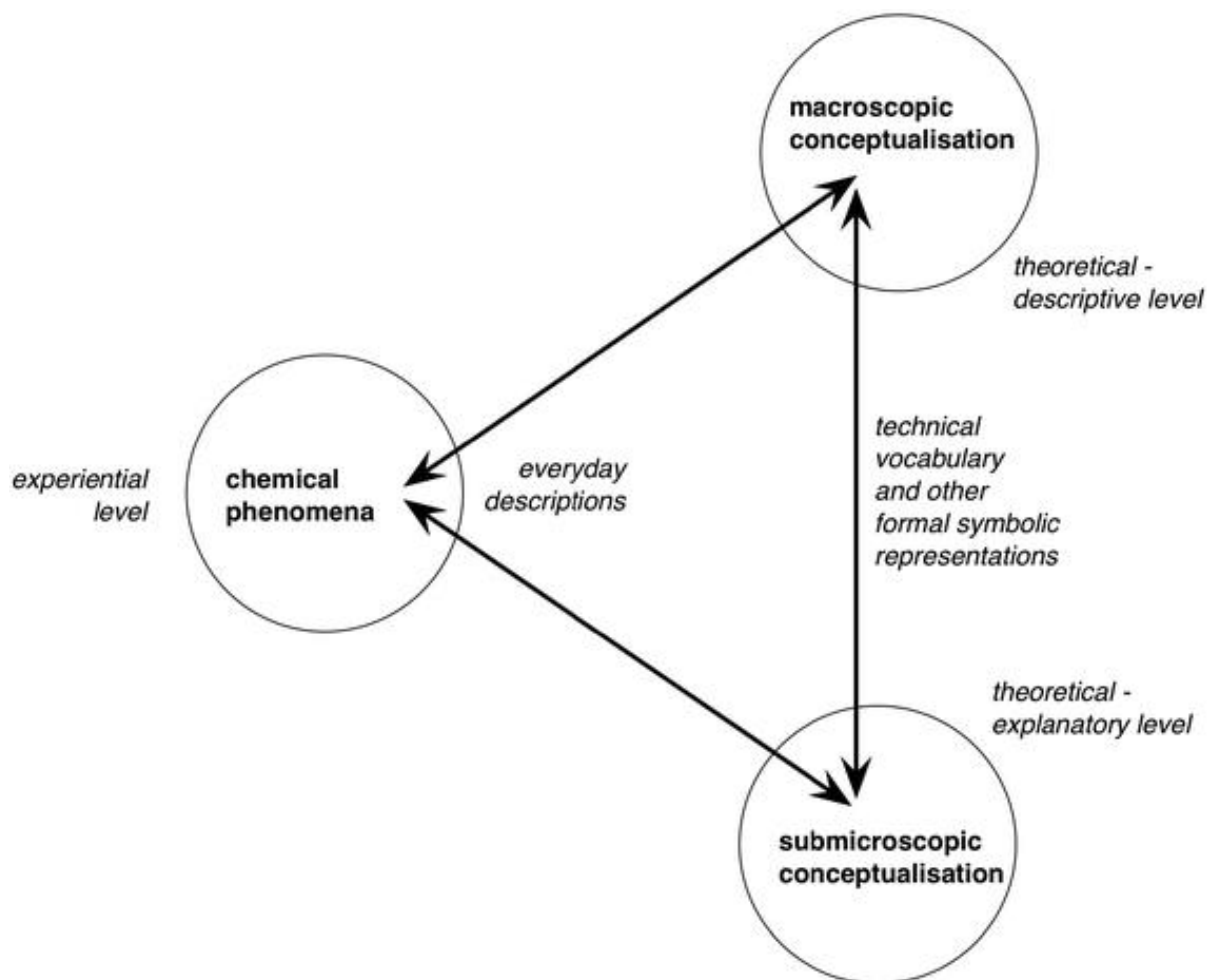 macroscopic
conceptualisation
theoretical -
descriptive level
experiential
level
chemical
phenomena
everyday
descriptions
technical
vocabulary
and other
formal symbolic
representations
theoretical -
explanatory level
submicroscopic
conceptualisation